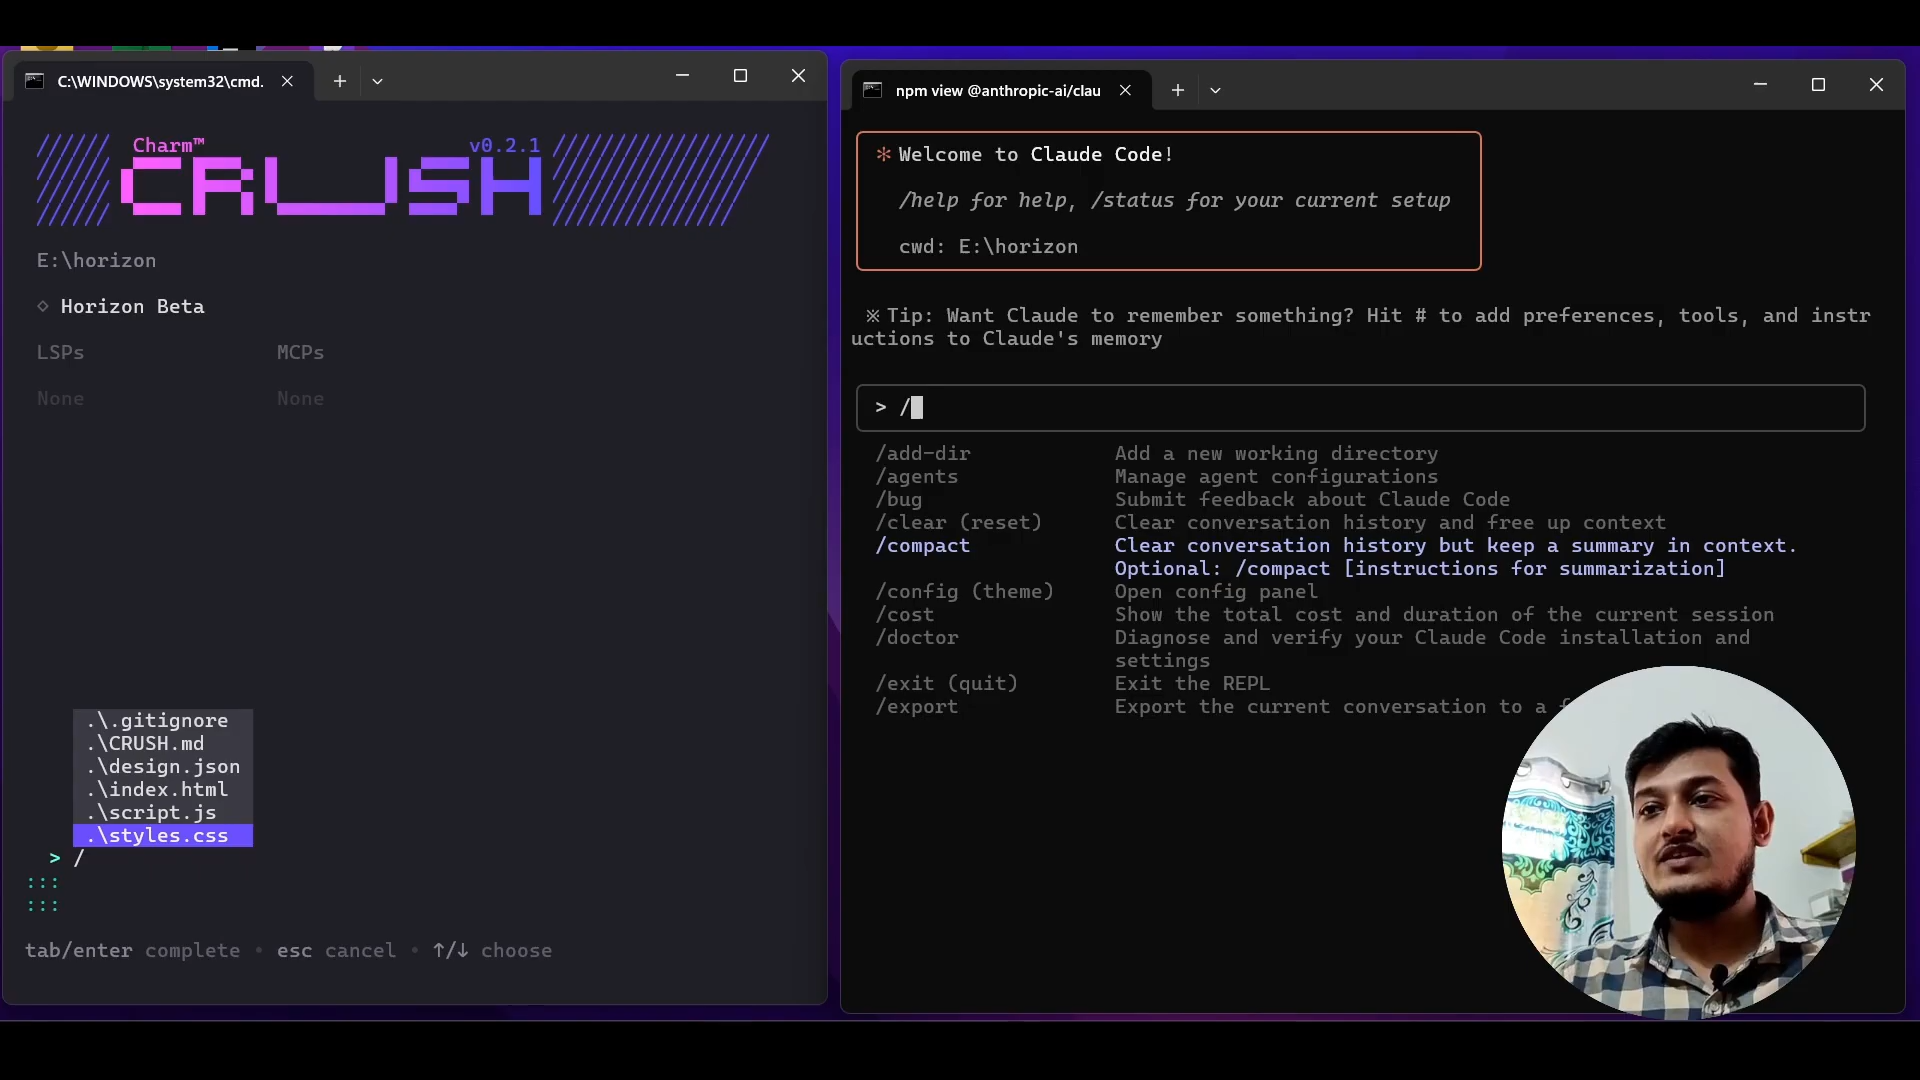 C:\WINDOWS\system32\cmd.
Charm™
v0.2.1
CRUSH
E:\horizon
◇ Horizon Beta
LSPs MCPs
None None
.\.gitignore
.\CRUSH.md
.\design.json
.\index.html
.\script.js
.\styles.css
> /
:::
:::
tab/enter complete • esc cancel • ↑/↓ choose
npm view @anthropic-ai/clau
✻ Welcome to Claude Code!
/help for help, /status for your current setup
cwd: E:\horizon
※ Tip: Want Claude to remember something? Hit # to add preferences, tools, and instr
uctions to Claude's memory
> /
/add-dir Add a new working directory
/agents Manage agent configurations
/bug Submit feedback about Claude Code
/clear (reset) Clear conversation history and free up context
/compact Clear conversation history but keep a summary in context.
Optional: /compact [instructions for summarization]
/config (theme) Open config panel
/cost Show the total cost and duration of the current session
/doctor Diagnose and verify your Claude Code installation and
settings
/exit (quit) Exit the REPL
/export Export the current conversation to a